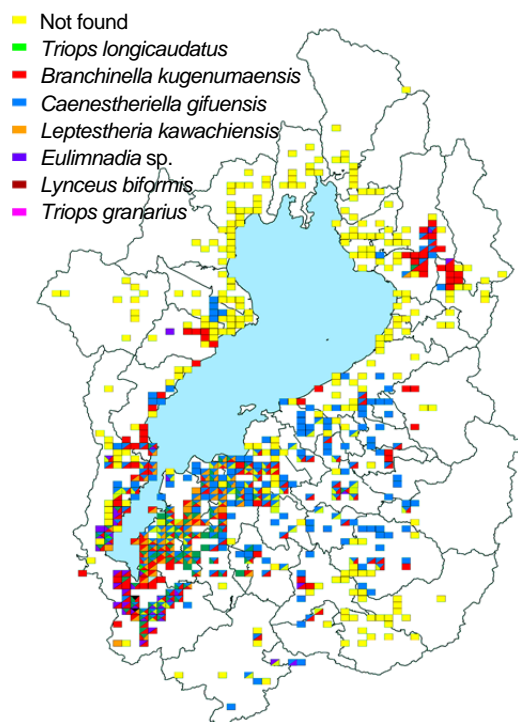 Not found
Triops longicaudatus
Branchinella kugenumaensis
Caenestheriella gifuensis
Leptestheria kawachiensis
Eulimnadia sp.
Lynceus biformis
Triops granarius